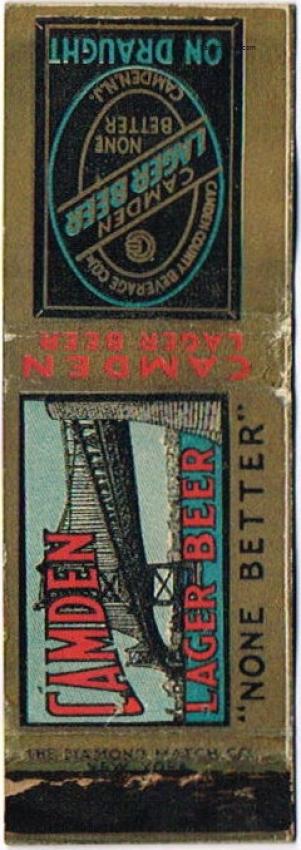 ON DRAUGHT
CAMDEN COUNTY BEVERAGE CO.
CAMDEN
LAGER BEER
NONE
BETTER
CAMDEN, N.J.
CAMDEN
LAGER BEER
CAMDEN
LAGER BEER
"NONE BETTER"
THE DIAMOND MATCH CO.
NEW YORK